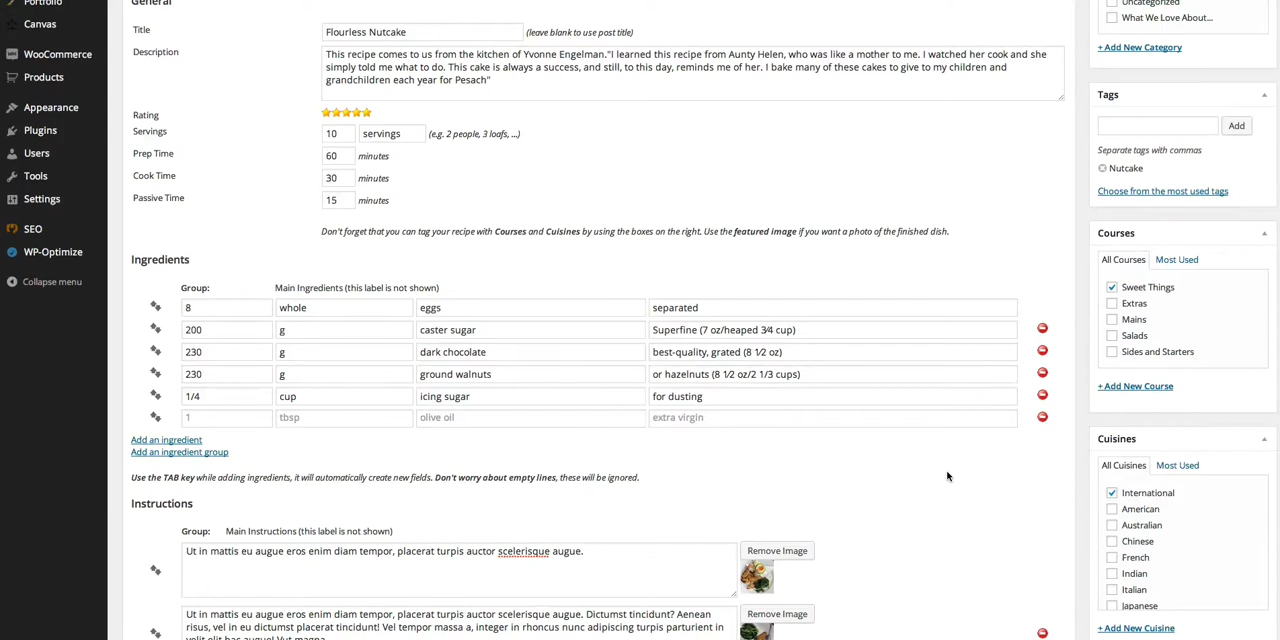 Portfolio
Canvas
WooCommerce
Products
Appearance
Plugins
Users
Tools
Settings
SEO
WP-Optimize
Collapse menu
General
Title
Flourless Nutcake
(leave blank to use post title)
Description
This recipe comes to us from the kitchen of Yvonne Engelman."I learned this recipe from Aunty Helen, who was like a mother to me. I watched her cook and she
simply told me what to do. This cake is always a success, and still, to this day, reminds me of her. I bake many of these cakes to give to my children and
grandchildren each year for Pesach"
Rating
Servings
10 servings (e.g. 2 people, 3 loafs, ...)
Prep Time
60 minutes
Cook Time
30 minutes
Passive Time
15 minutes
Don't forget that you can tag your recipe with Courses and Cuisines by using the boxes on the right. Use the featured image if you want a photo of the finished dish.
Ingredients
Group: Main Ingredients (this label is not shown)
8 whole eggs separated
200 g caster sugar Superfine (7 oz/heaped 3⁄4 cup)
230 g dark chocolate best-quality, grated (8 1⁄2 oz)
230 g ground walnuts or hazelnuts (8 1⁄2 oz/2 1/3 cups)
1/4 cup icing sugar for dusting
1 tbsp olive oil extra virgin
Add an ingredient
Add an ingredient group
Use the TAB key while adding ingredients, it will automatically create new fields. Don't worry about empty lines, these will be ignored.
Instructions
Group: Main Instructions (this label is not shown)
Ut in mattis eu augue eros enim diam tempor, placerat turpis auctor scelerisque augue.
Remove Image
Ut in mattis eu augue eros enim diam tempor, placerat turpis auctor scelerisque augue. Dictumst tincidunt? Aenean
risus, vel in eu dictumst placerat tincidunt! Vel tempor massa a, integer in rhoncus nunc adipiscing turpis parturient in
velit elit hac augue! Vut magna
Remove Image
Uncategorized
What We Love About...
+ Add New Category
Tags
Add
Separate tags with commas
Nutcake
Choose from the most used tags
Courses
All Courses Most Used
Sweet Things
Extras
Mains
Salads
Sides and Starters
+ Add New Course
Cuisines
All Cuisines Most Used
International
American
Australian
Chinese
French
Indian
Italian
Japanese
+ Add New Cuisine